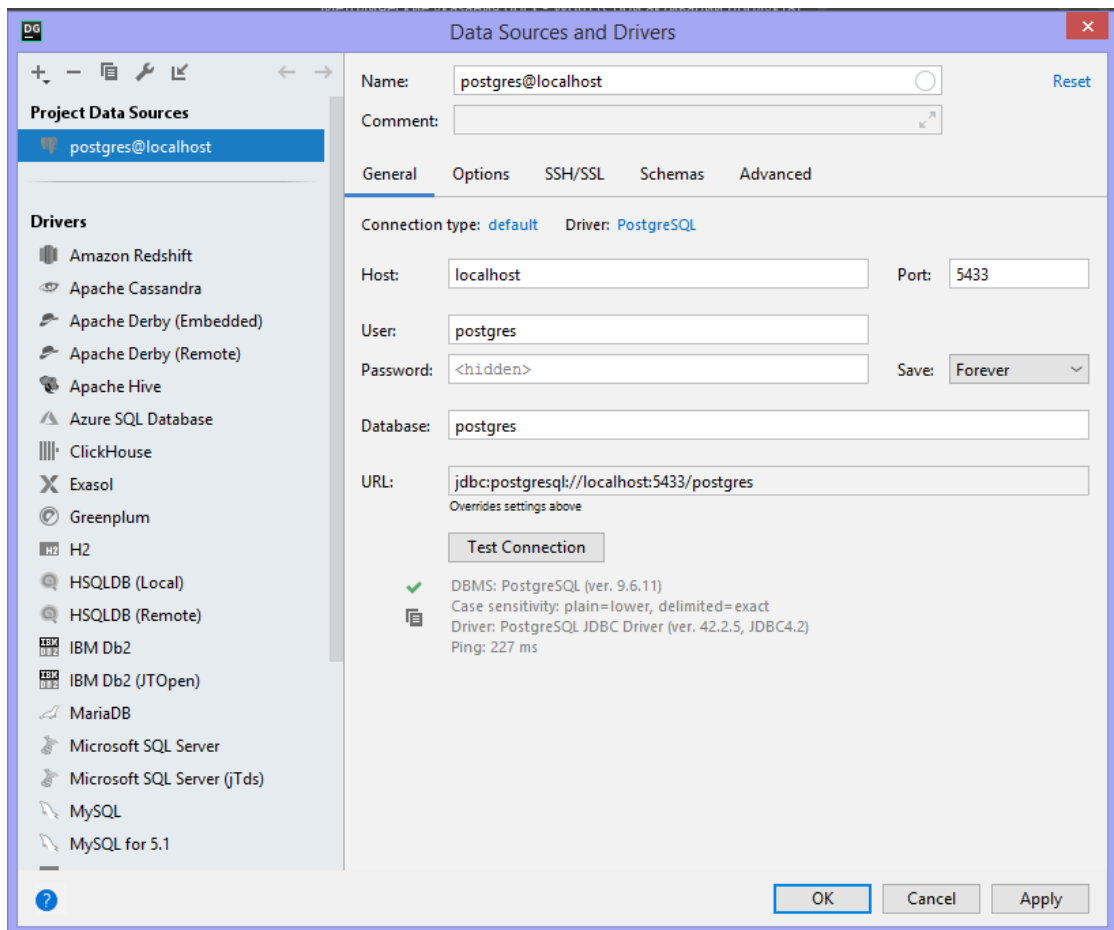 DG
Data Sources and Drivers
Project Data Sources
postgres@localhost
Drivers
Amazon Redshift
Apache Cassandra
Apache Derby (Embedded)
Apache Derby (Remote)
Apache Hive
Azure SQL Database
ClickHouse
Exasol
Greenplum
H2 H2
HSQLDB (Local)
HSQLDB (Remote)
IBM Db2
IBM Db2 (JTOpen)
MariaDB
Microsoft SQL Server
Microsoft SQL Server (jTds)
MySQL
MySQL for 5.1
?
Name: postgres@localhost Reset
Comment:
General Options SSH/SSL Schemas Advanced
Connection type: default Driver: PostgreSQL
Host: localhost Port: 5433
User: postgres
Password: <hidden> Save: Forever
Database: postgres
URL: jdbc:postgresql://localhost:5433/postgres
Overrides settings above
Test Connection
DBMS: PostgreSQL (ver. 9.6.11)
Case sensitivity: plain=lower, delimited=exact
Driver: PostgreSQL JDBC Driver (ver. 42.2.5, JDBC4.2)
Ping: 227 ms
OK Cancel Apply